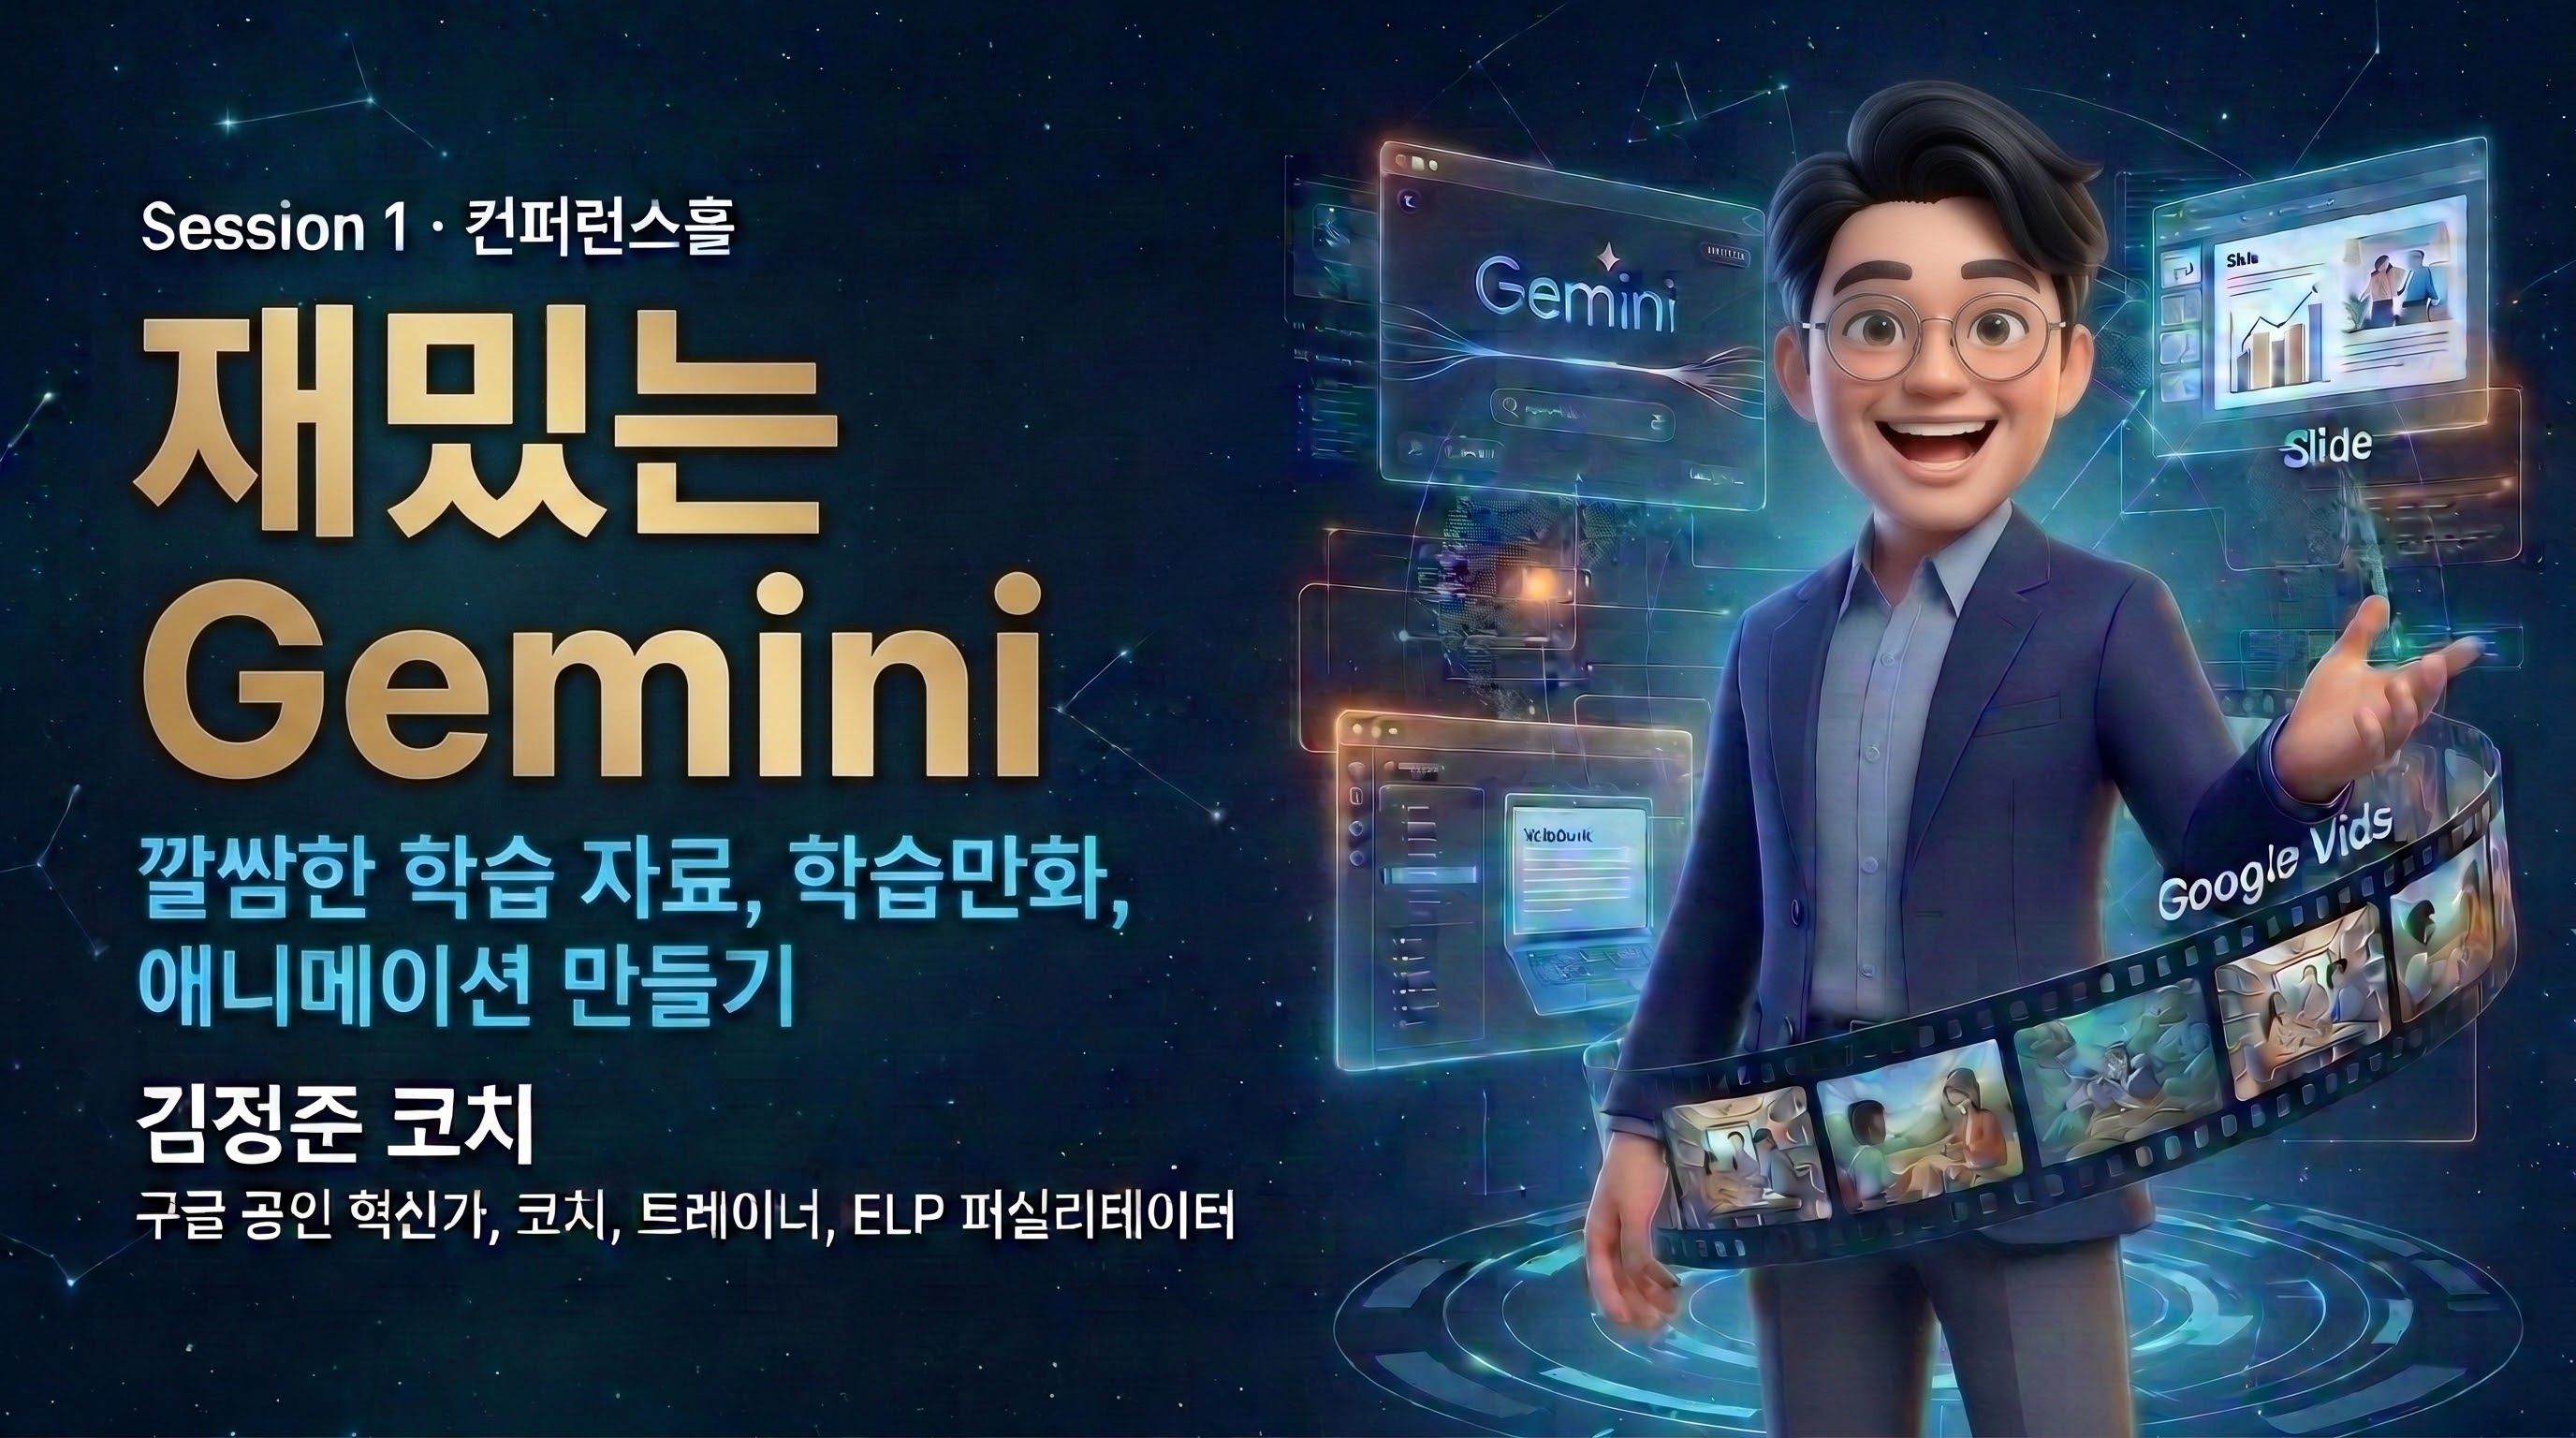 Session 1 · 컨퍼런스홀
재밌는
Gemini
깔쌈한 학습 자료, 학습만화,
애니메이션 만들기
김정준 코치
구글 공인 혁신가, 코치, 트레이너, ELP 퍼실리테이터
Gemini
Slide
Google Vids